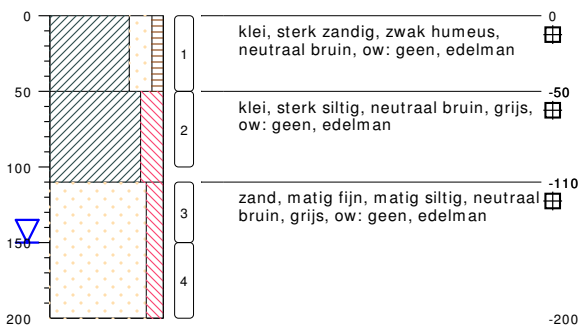 0
0
klei, sterk zandig, zwak humeus,
neutraal bruin, ow: geen, edelman
1
50
-50
klei, sterk siltig, neutraal bruin, grijs,
ow: geen, edelman
2
100
-110
zand, matig fijn, matig siltig, neutraal
bruin, grijs, ow: geen, edelman
3
150
4
200
-200